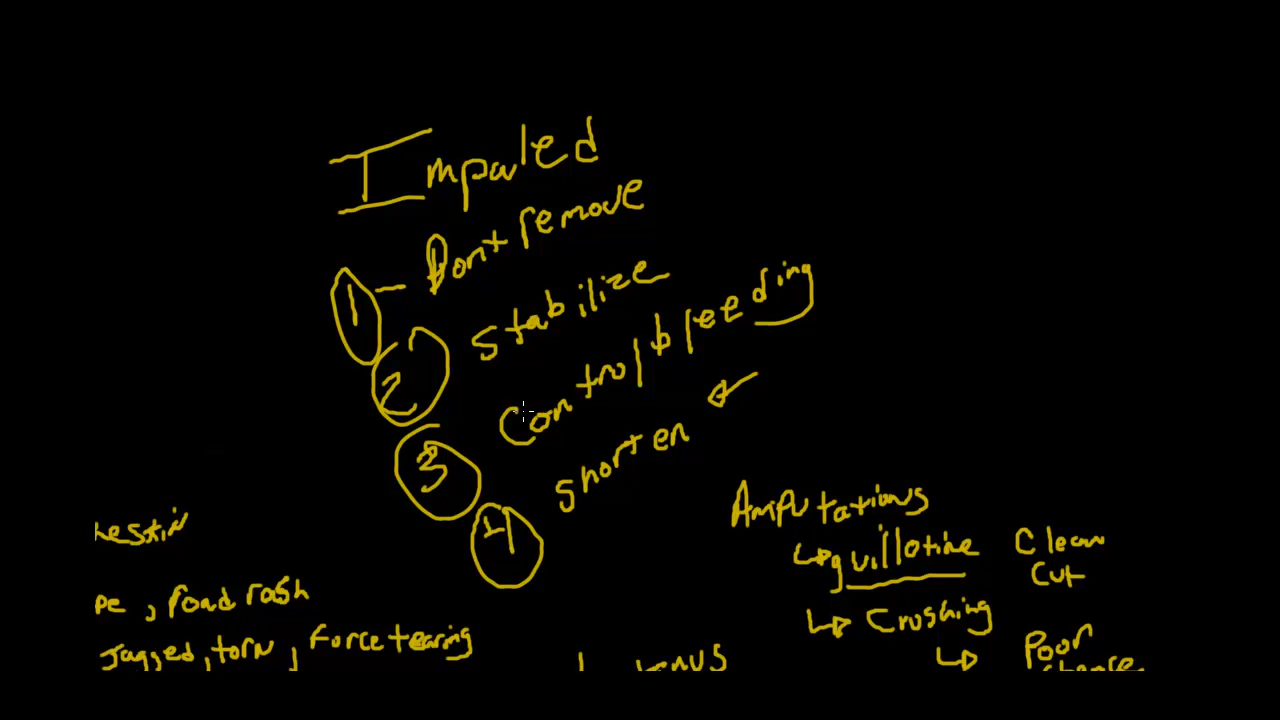 Impaled
1 - Dont remove
2 Stabilize
3 Control bleeding
4 shorten
Amputations
guillotine Clean
Cut
Crushing
Poor
pe, Road rash
Jagged, torn, Force tearing